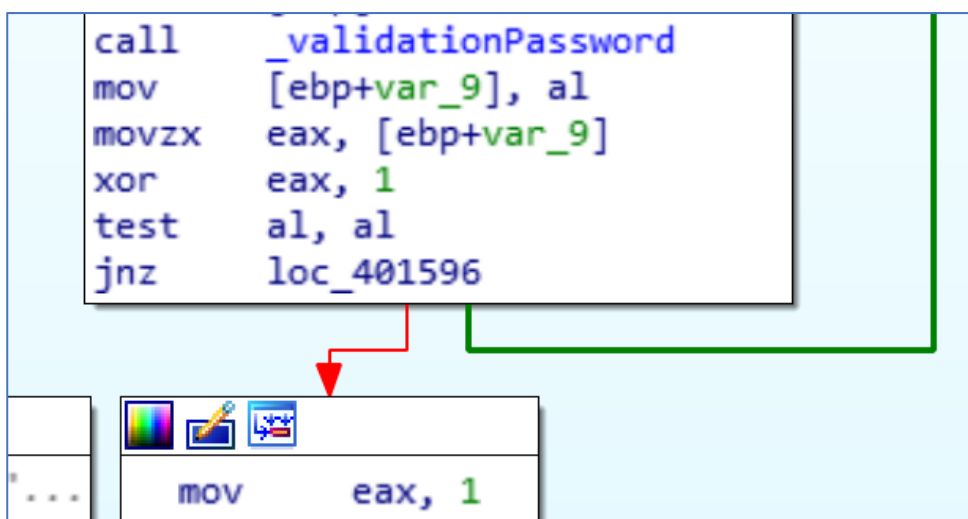 call _validationPassword
mov [ebp+var_9], al
movzx eax, [ebp+var_9]
xor eax, 1
test al, al
jnz loc_401596
'...
mov eax, 1